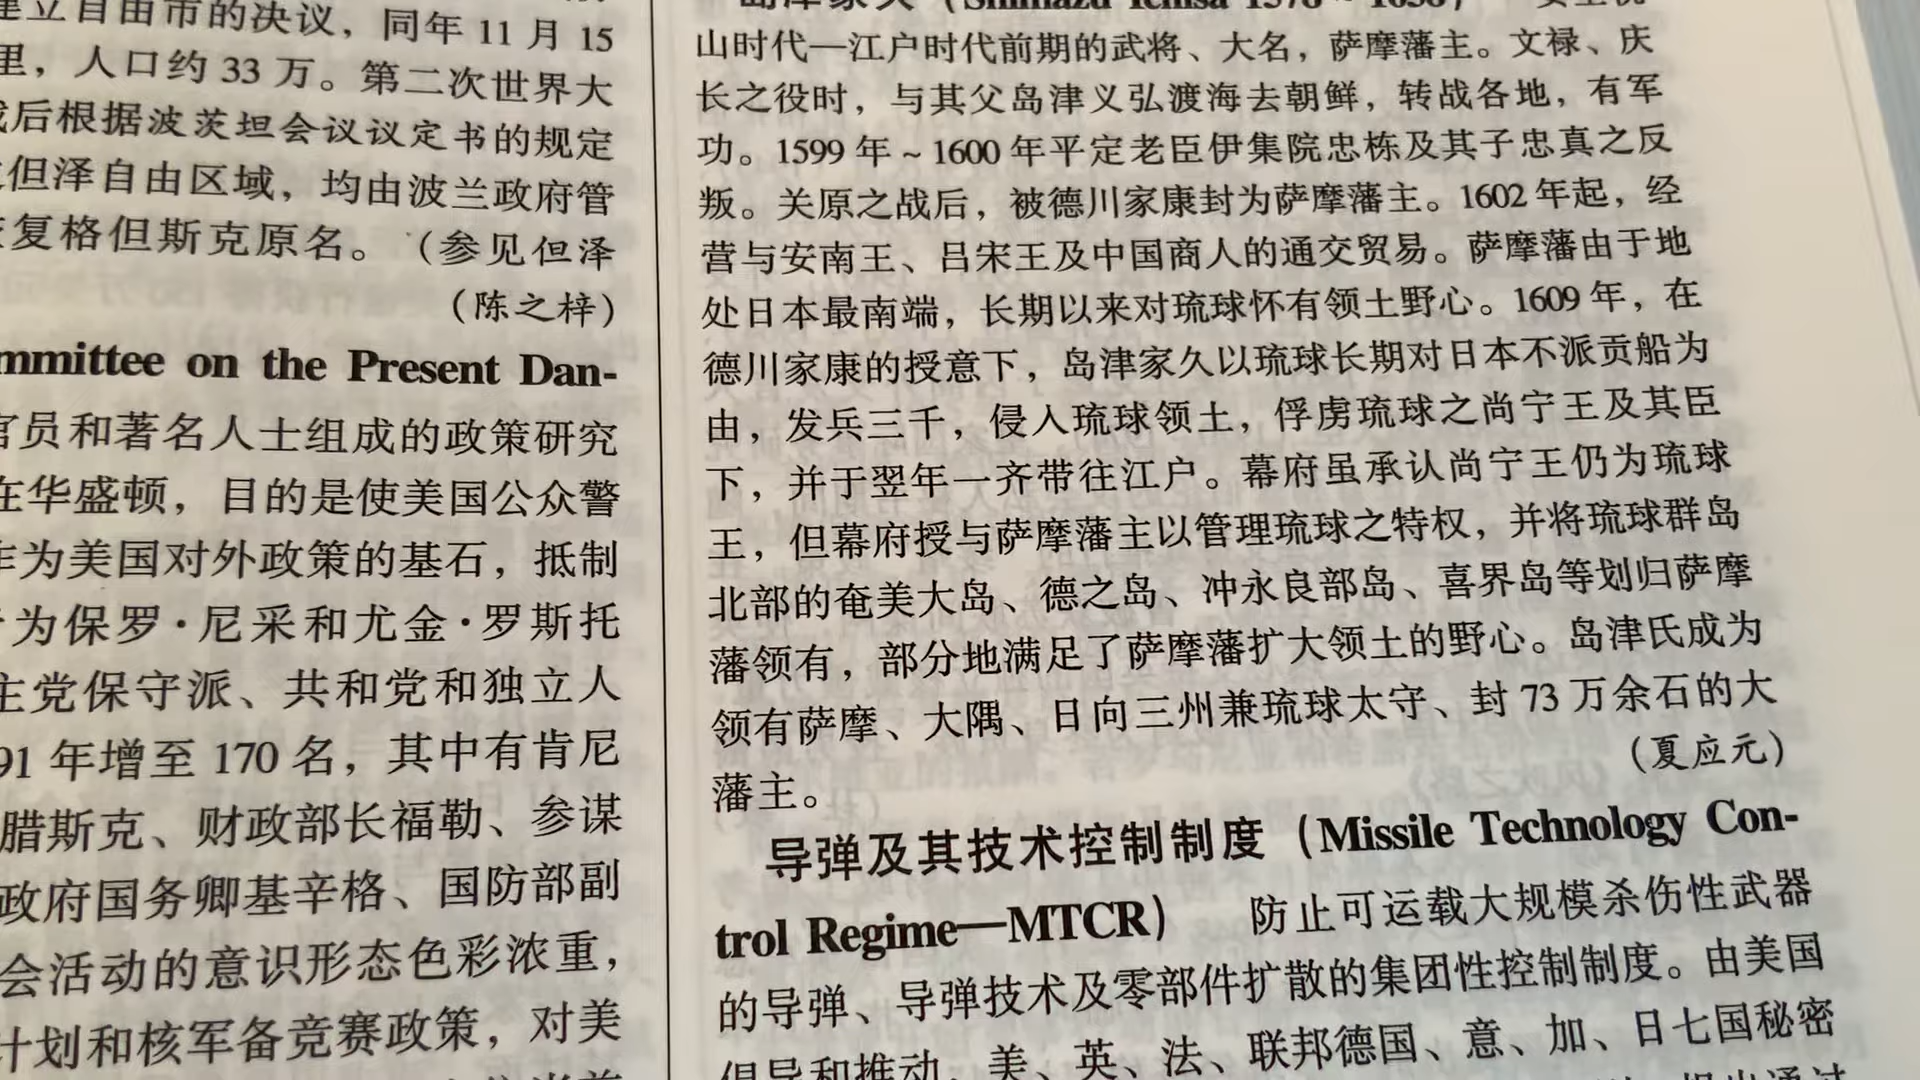 建立自由市的决议，同年 11 月 15
里，人口约 33 万。第二次世界大
战后根据波茨坦会议议定书的规定
但泽自由区域，均由波兰政府管
恢复格但斯克原名。（参见但泽
（陈之梓）
mmittee on the Present Dan-
官员和著名人士组成的政策研究
在华盛顿，目的是使美国公众警
作为美国对外政策的基石，抵制
为保罗·尼采和尤金·罗斯托
主党保守派、共和党和独立人
91 年增至 170 名，其中有肯尼
腊斯克、财政部长福勒、参谋
政府国务卿基辛格、国防部副
会活动的意识形态色彩浓重，
计划和核军备竞赛政策，对美
岛津家久（Shimazu Ichisa 1578～1638）
山时代—江户时代前期的武将、大名，萨摩藩主。文禄、庆
长之役时，与其父岛津义弘渡海去朝鲜，转战各地，有军
功。1599 年～1600 年平定老臣伊集院忠栋及其子忠真之反
叛。关原之战后，被德川家康封为萨摩藩主。1602 年起，经
营与安南王、吕宋王及中国商人的通交贸易。萨摩藩由于地
处日本最南端，长期以来对琉球怀有领土野心。1609 年，在
德川家康的授意下，岛津家久以琉球长期对日本不派贡船为
由，发兵三千，侵入琉球领土，俘虏琉球之尚宁王及其臣
下，并于翌年一齐带往江户。幕府虽承认尚宁王仍为琉球
王，但幕府授与萨摩藩主以管理琉球之特权，并将琉球群岛
北部的奄美大岛、德之岛、冲永良部岛、喜界岛等划归萨摩
藩领有，部分地满足了萨摩藩扩大领土的野心。岛津氏成为
领有萨摩、大隅、日向三州兼琉球太守、封 73 万余石的大
藩主。（夏应元）
导弹及其技术控制制度（Missile Technology Con-
trol Regime—MTCR） 防止可运载大规模杀伤性武器
的导弹、导弹技术及零部件扩散的集团性控制制度。由美国
倡导和推动，美、英、法、联邦德国、意、加、日七国秘密